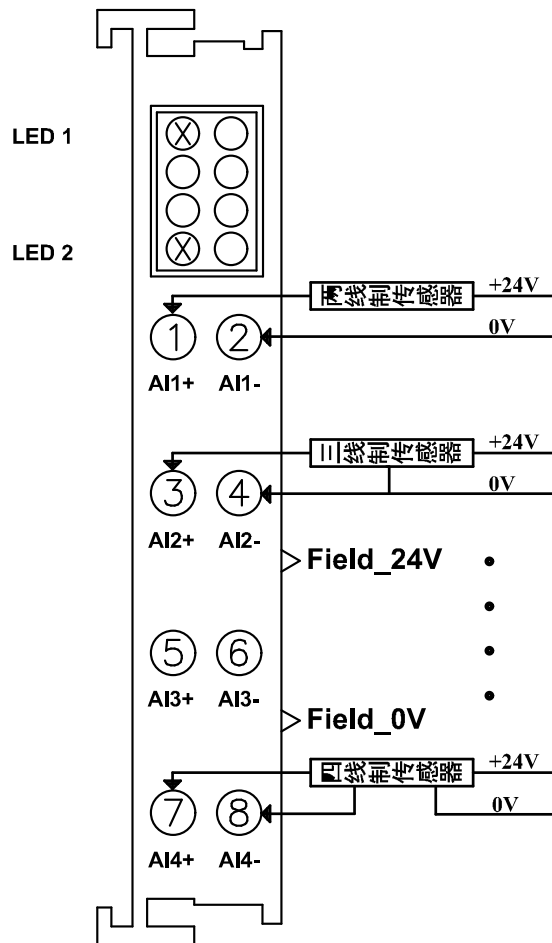 LED 1
LED 2
两线制传感器 +24V
0V
1 2
AI1+ AI1-
三线制传感器 +24V
0V
3 4
AI2+ AI2-
Field_24V
5 6
AI3+ AI3-
Field_0V
四线制传感器 +24V
0V
7 8
AI4+ AI4-